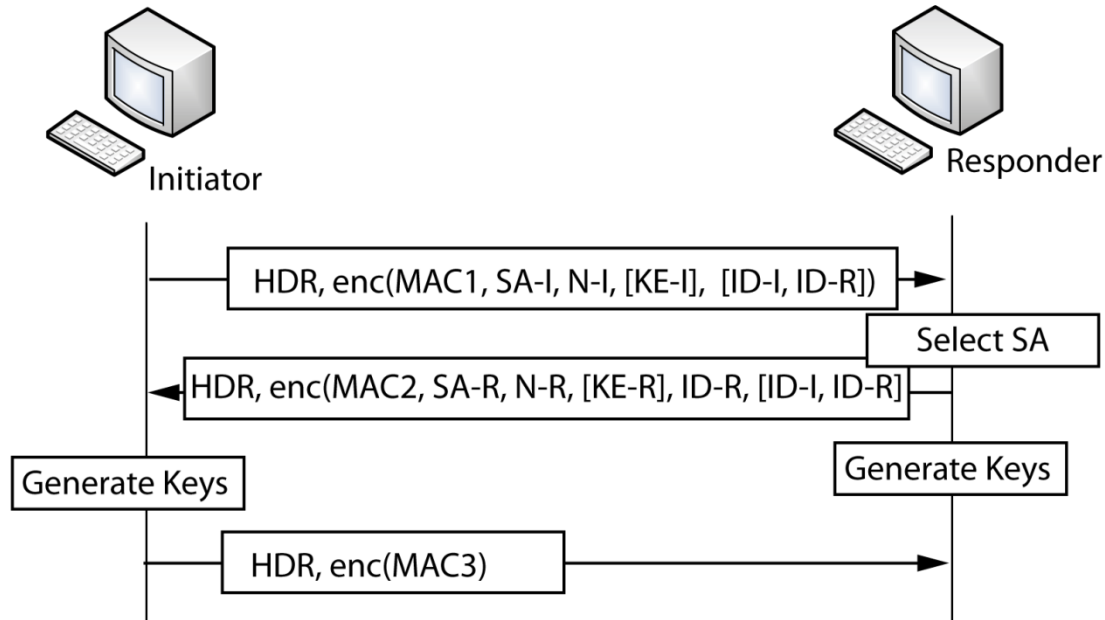 Initiator
Responder
HDR, enc(MAC1, SA-I, N-I, [KE-I], [ID-I, ID-R])
Select SA
HDR, enc(MAC2, SA-R, N-R, [KE-R], ID-R, [ID-I, ID-R]
Generate Keys
Generate Keys
HDR, enc(MAC3)